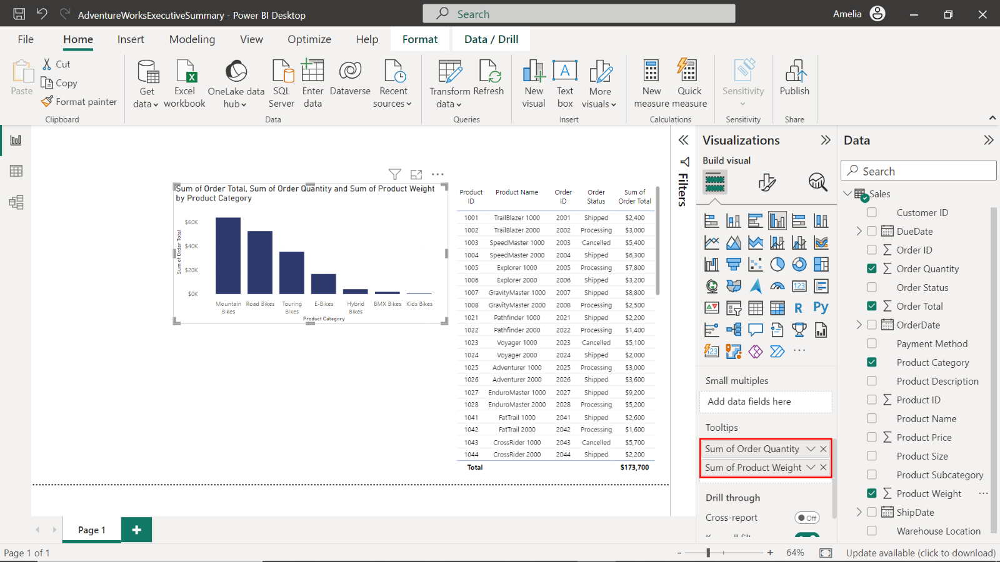 AdventureWorksExecutiveSummary - Power BI Desktop
Search
Amelia
File Home Insert Modeling View Optimize Help Format Data / Drill
Paste
Cut
Copy
Format painter
Clipboard
Get data
Excel workbook
OneLake data hub
SQL Server
Enter data
Dataverse
Recent sources
Data
Transform data
Refresh
Queries
New visual
A
Text box
More visuals
Insert
New measure
Quick measure
Calculations
Sensitivity
Sensitivity
Publish
Share
Sum of Order Total, Sum of Order Quantity and Sum of Product Weight
by Product Category
Sum of Order Total
$60K
$40K
$20K
$0K
Mountain Bikes
Road Bikes
Touring Bikes
E-Bikes
Hybrid Bikes
BMX Bikes
Kids Bikes
Product Category
Product ID Product Name Order ID Order Status Sum of Order Total
1001 TrailBlazer 1000 2001 Shipped $2,400
1002 TrailBlazer 2000 2002 Processing $3,000
1003 SpeedMaster 1000 2003 Cancelled $5,400
1004 SpeedMaster 2000 2004 Shipped $6,300
1005 Explorer 1000 2005 Processing $7,800
1006 Explorer 2000 2006 Shipped $3,200
1007 GravityMaster 1000 2007 Shipped $8,800
1008 GravityMaster 2000 2008 Processing $2,500
1021 Pathfinder 1000 2021 Shipped $2,200
1022 Pathfinder 2000 2022 Processing $1,400
1023 Voyager 1000 2023 Cancelled $5,100
1024 Voyager 2000 2024 Shipped $2,000
1025 Adventurer 1000 2025 Processing $3,000
1026 Adventurer 2000 2026 Shipped $3,600
1027 EnduroMaster 1000 2027 Shipped $9,200
1028 EnduroMaster 2000 2028 Processing $5,200
1041 FatTrail 1000 2041 Shipped $2,600
1042 FatTrail 2000 2042 Processing $1,600
1043 CrossRider 1000 2043 Cancelled $5,700
1044 CrossRider 2000 2044 Shipped $2,200
Total $173,700
Filters
Visualizations
Build visual
123
R
Py
123
Small multiples
Add data fields here
Tooltips
Sum of Order Quantity
Sum of Product Weight
Drill through
Cross-report
Off
Data
Search
Sales
Customer ID
DueDate
Order ID
Order Quantity
Order Status
Order Total
OrderDate
Payment Method
Product Category
Product Description
Product ID
Product Name
Product Price
Product Size
Product Subcategory
Product Weight
ShipDate
Warehouse Location
Page 1
Page 1 of 1
- + 64%
Update available (click to download)